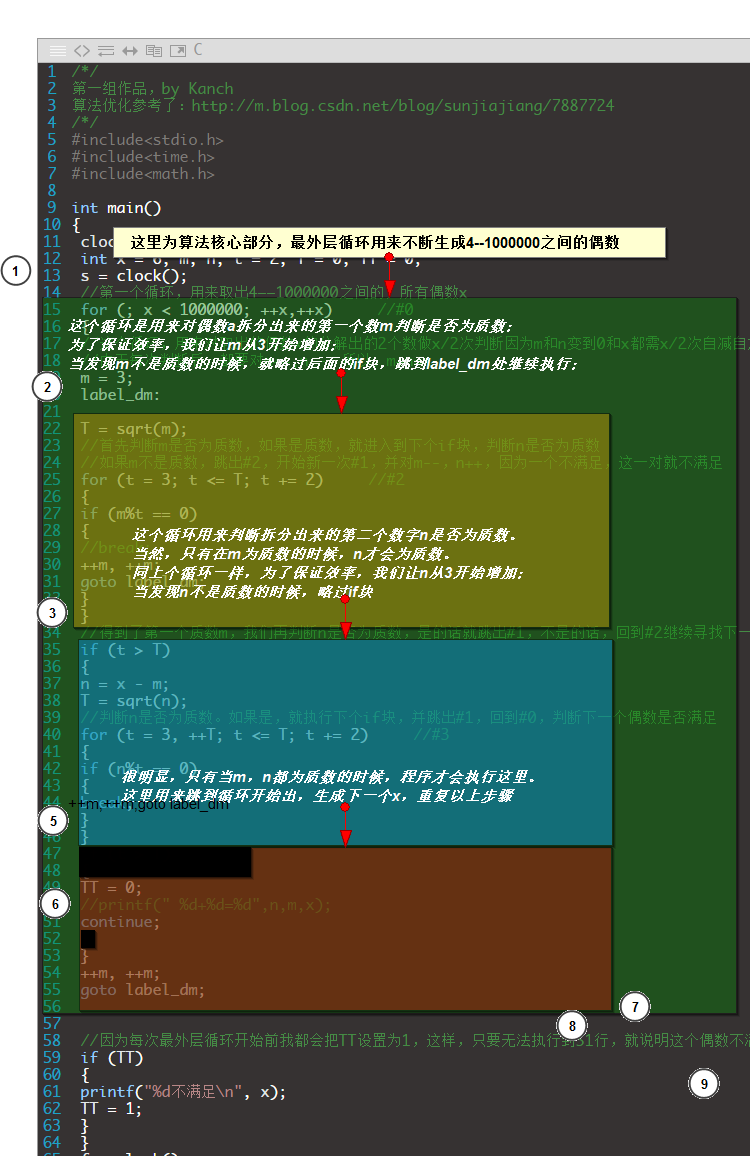 C
1 /*/
2 第一组作品，by Kanch
3 算法优化参考了：http://m.blog.csdn.net/blog/sunjiajiang/7887724
4 /*/
5 #include<stdio.h>
6 #include<time.h>
7 #include<math.h>
8
9 int main()
10 {
这里为算法核心部分，最外层循环用来不断生成4--1000000之间的偶数
11
12 int
1
13 s = clock();
14 //第一个循环，用来取出4--1000000之间的 所有偶数x
15 for (; x < 1000000; ++x,++x) //#0
16 {
这个循环是用来对偶数a拆分出来的第一个数m判断是否为质数；
17 解出的2个数做x/2次判断因为m和n变到0和x都需x/2次自减自
为了保证效率，我们让m从3开始增加；
18
当发现m不是质数的时候，就略过后面的if块，跳到label_dm处继续执行；
m = 3;
2
20 label_dm:
21
22 T = sqrt(m);
23 //首先判断m是否为质数，如果是质数，就进入到下个if块，判断n是否为质数
24 //如果m不是质数，跳出#2，开始新一次#1，并对m--，n++，因为一个不满足，这一对就不满足
25 for (t = 3; t <= T; t += 2) //#2
26 {
27 if (m%t == 0)
28 {
这个循环用来判断拆分出来的第二个数字n是否为质数。
29 //brea
当然，只有在m为质数的时候，n才会为质数。
30 ++m, ++m;
同上个循环一样，为了保证效率，我们让n从3开始增加；
31 goto label_dm;
当发现n不是质数的时候，略过if块
}
3
}
34 //得到了第一个质数m，我们再判断n是否为质数，是的话就跳出#1，不是的话，回到#2继续寻找下一
35 if (t > T)
36 {
37 n = x - m;
38 T = sqrt(n);
39 //判断n是否为质数。如果是，就执行下个if块，并跳出#1，回到#0，判断下一个偶数是否满足
40 for (t = 3, ++T; t <= T; t += 2) //#3
41 {
42 if (n%t == 0)
很明显，只有当m，n都为质数的时候，程序才会执行这里。
43 {
这里用来跳到循环开始出，生成下一个x，重复以上步骤
44 ++m,++m,goto label_dm
5
}
46 }
47
48
49 TT = 0;
6
//printf(" %d+%d=%d",n,m,x);
51 continue;
52
53 }
54 ++m, ++m;
55 goto label_dm;
56
7
8
57
58 //因为每次最外层循环开始前我都会把TT设置为1，这样，只要无法执行到51行，就说明这个偶数不满
59 if (TT)
60 {
9
61 printf("%d不满足\n", x);
62 TT = 1;
63 }
64 }